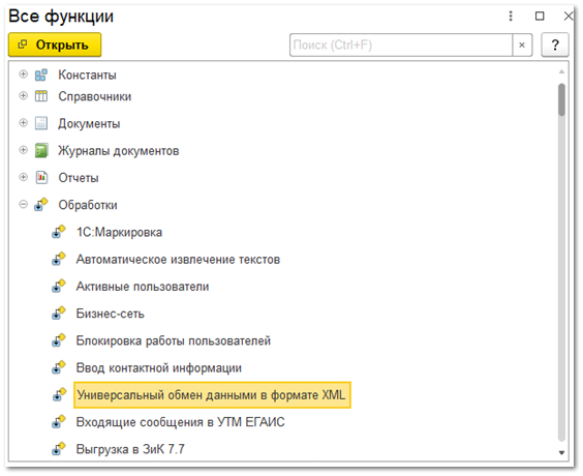 Все функции
Открыть
Поиск (Ctrl+F)
×
?
Константы
Справочники
Документы
Журналы документов
Отчеты
Обработки
1С:Маркировка
Автоматическое извлечение текстов
Активные пользователи
Бизнес-сеть
Блокировка работы пользователей
Ввод контактной информации
Универсальный обмен данными в формате XML
Входящие сообщения в УТМ ЕГАИС
Выгрузка в ЗиК 7.7